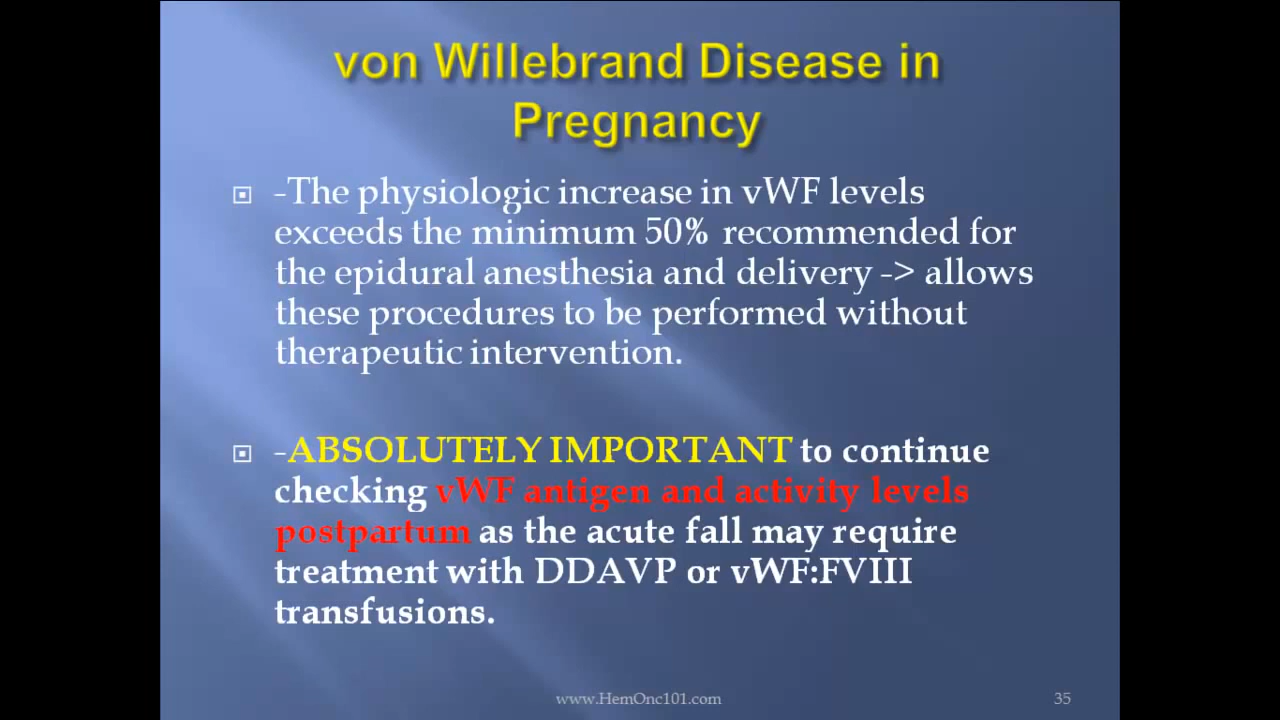 von Willebrand Disease in
Pregnancy
-The physiologic increase in vWF levels
exceeds the minimum 50% recommended for
the epidural anesthesia and delivery -> allows
these procedures to be performed without
therapeutic intervention.
-ABSOLUTELY IMPORTANT to continue
checking vWF antigen and activity levels
postpartum as the acute fall may require
treatment with DDAVP or vWF:FVIII
transfusions.
www.HemOnc101.com
35